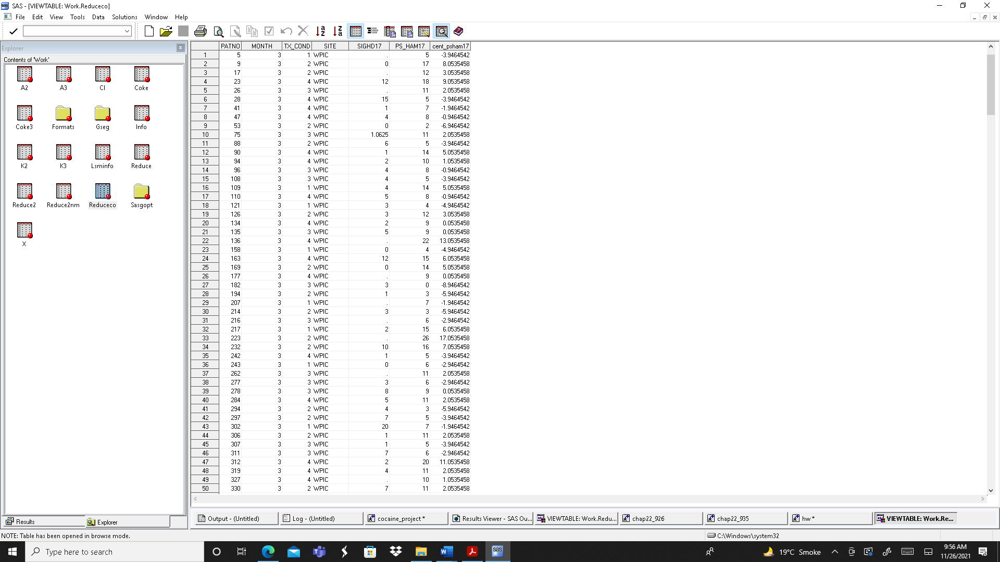 SAS - [VIEWTABLE: Work.Reduceco]
File Edit View Tools Data Solutions Window Help
Explorer
Contents of 'Work'
A2 A3 Cl Coke
Coke3 Formats Gseg Info
K2 K3 Lsminfo Reduce
Reduce2 Reduce2nm Reduceco Sasgopt
X
PATNO MONTH TX_COND SITE SIGHD17 PS_HAM17 cent_psham17
1 5 3 1 WPIC . 5 -3.9464542
2 9 3 2 WPIC 0 17 8.0535458
3 17 3 2 WPIC . 12 3.0535458
4 23 3 4 WPIC 12 18 9.0535458
5 26 3 3 WPIC . 11 2.0535458
6 28 3 4 WPIC 15 5 -3.9464542
7 41 3 4 WPIC 1 7 -1.9464542
8 47 3 4 WPIC 4 8 -0.9464542
9 53 3 2 WPIC 0 2 -6.9464542
10 75 3 3 WPIC 1.0625 11 2.0535458
11 88 3 2 WPIC 6 5 -3.9464542
12 90 3 4 WPIC 1 14 5.0535458
13 94 3 4 WPIC 2 10 1.0535458
14 96 3 3 WPIC 4 8 -0.9464542
15 108 3 3 WPIC 4 5 -3.9464542
16 109 3 1 WPIC 4 14 5.0535458
17 110 3 4 WPIC 5 8 -0.9464542
18 121 3 1 WPIC 3 4 -4.9464542
19 126 3 2 WPIC 3 12 3.0535458
20 134 3 4 WPIC 2 9 0.0535458
21 135 3 3 WPIC 5 9 0.0535458
22 136 3 4 WPIC . 22 13.0535458
23 158 3 1 WPIC 0 4 -4.9464542
24 163 3 4 WPIC 12 15 6.0535458
25 169 3 2 WPIC 0 14 5.0535458
26 177 3 4 WPIC . 9 0.0535458
27 182 3 3 WPIC 3 0 -8.9464542
28 194 3 2 WPIC 1 3 -5.9464542
29 207 3 1 WPIC . 7 -1.9464542
30 214 3 2 WPIC 3 3 -5.9464542
31 216 3 3 WPIC . 6 -2.9464542
32 217 3 1 WPIC 2 15 6.0535458
33 223 3 2 WPIC . 26 17.0535458
34 232 3 2 WPIC 10 16 7.0535458
35 242 3 4 WPIC 1 5 -3.9464542
36 243 3 1 WPIC 0 6 -2.9464542
37 262 3 3 WPIC . 11 2.0535458
38 277 3 3 WPIC 3 6 -2.9464542
39 278 3 3 WPIC 8 9 0.0535458
40 284 3 4 WPIC 5 11 2.0535458
41 294 3 2 WPIC 4 3 -5.9464542
42 297 3 2 WPIC 7 5 -3.9464542
43 302 3 1 WPIC 20 7 -1.9464542
44 306 3 2 WPIC 1 11 2.0535458
45 307 3 3 WPIC 1 5 -3.9464542
46 311 3 3 WPIC 7 6 -2.9464542
47 312 3 4 WPIC 2 20 11.0535458
48 319 3 4 WPIC 4 11 2.0535458
49 327 3 4 WPIC . 10 1.0535458
50 330 3 2 WPIC 7 11 2.0535458
Results Explorer
Output - (Untitled) Log - (Untitled) cocaine_project * Results Viewer - SAS Ou... VIEWTABLE: Work.Redu... chap22_926 chap22_935 hw * VIEWTABLE: Work.Re...
NOTE: Table has been opened in browse mode.
C:\Windows\system32
Type here to search
19°C Smoke
9:56 AM
11/26/2021